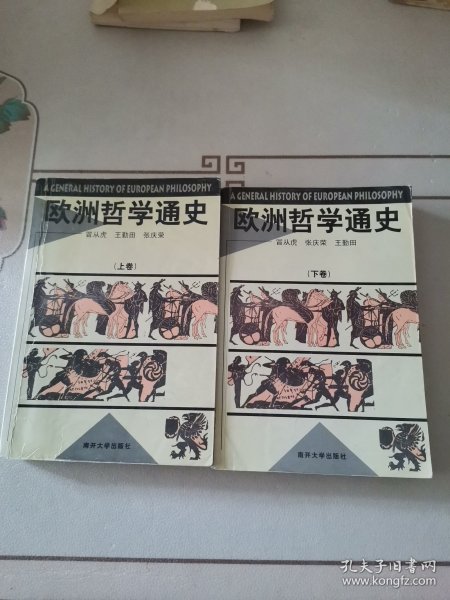 A GENERAL HISTORY OF EUROPEAN PHILOSOPHY
欧洲哲学通史
冒从虎 王勤田 张庆荣
(上卷)
南开大学出版社
A GENERAL HISTORY OF EUROPEAN PHILOSOPHY
欧洲哲学通史
冒从虎 张庆荣 王勤田
(下卷)
南开大学出版社
孔夫子旧书网
www.kongfz.com